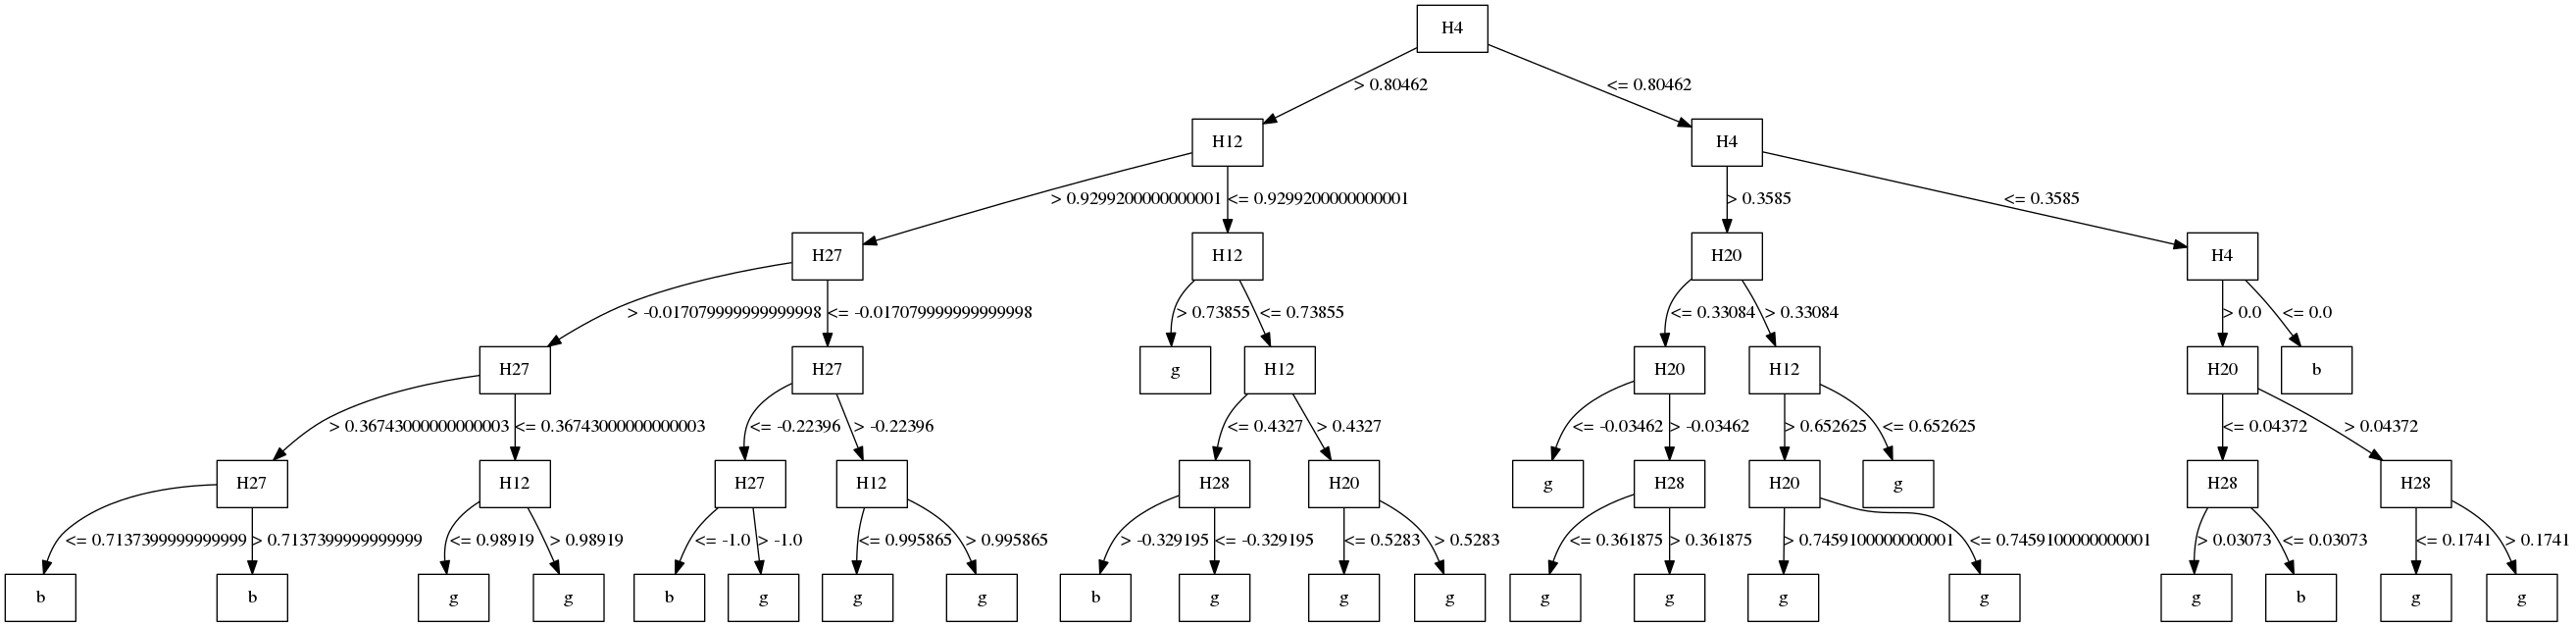 H4
> 0.80462 <= 0.80462
H12 H4
> 0.9299200000000001 <= 0.9299200000000001 > 0.3585 <= 0.3585
H27 H12 H20 H4
> -0.017079999999999998 <= -0.017079999999999998 > 0.73855 <= 0.73855 <= 0.33084 > 0.33084 > 0.0 <= 0.0
H27 H27 g H12 H20 H12 H20 b
> 0.36743000000000003 <= 0.36743000000000003 <= -0.22396 > -0.22396 <= 0.4327 > 0.4327 <= -0.03462 > -0.03462 > 0.652625 <= 0.652625 <= 0.04372 > 0.04372
H27 H12 H27 H12 H28 H20 g H28 H20 g H28 H28
<= 0.7137399999999999 > 0.7137399999999999 <= 0.98919 > 0.98919 <= -1.0 > -1.0 <= 0.995865 > 0.995865 > -0.329195 <= -0.329195 <= 0.5283 > 0.5283 <= 0.361875 > 0.361875 > 0.7459100000000001 <= 0.7459100000000001 > 0.03073 <= 0.03073 <= 0.1741 > 0.1741
b b g g b g g g b g g g g g g g g b g g